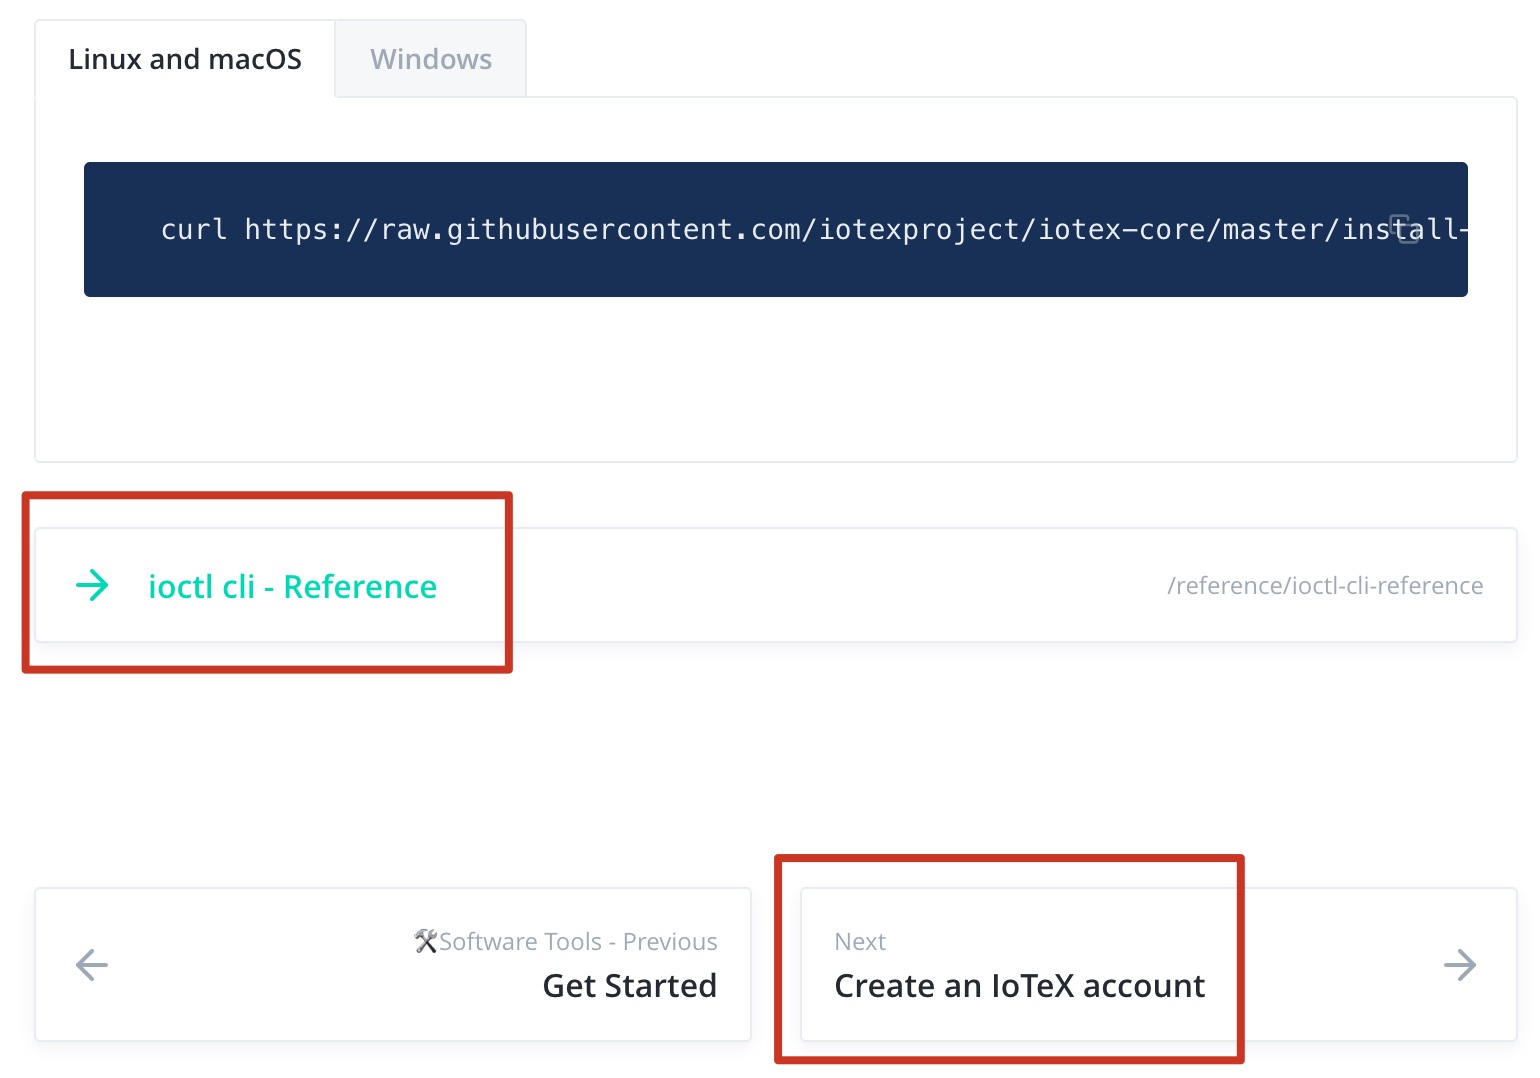 Linux and macOS
Windows
curl https://raw.githubusercontent.com/iotexproject/iotex-core/master/install-
ioctl cli - Reference
/reference/ioctl-cli-reference
🛠Software Tools - Previous
Get Started
Next
Create an IoTeX account